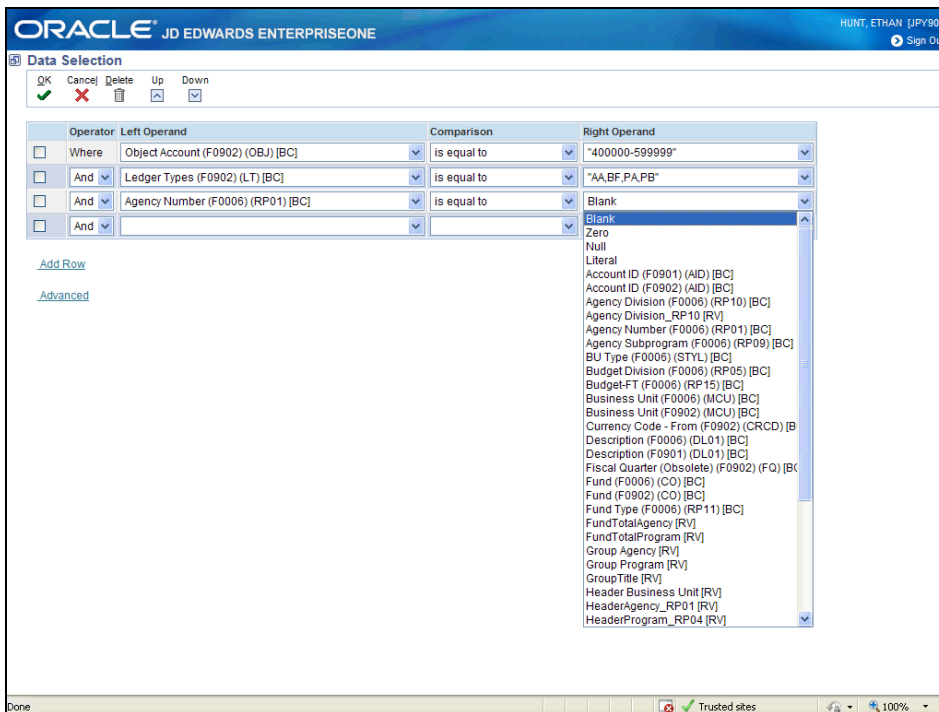 ORACLE® JD EDWARDS ENTERPRISEONE
HUNT, ETHAN [JPY90
Sign Ou
Data Selection
OK Cancel Delete Up Down
Operator Left Operand Comparison Right Operand
Where Object Account (F0902) (OBJ) [BC] is equal to "400000-599999"
And Ledger Types (F0902) (LT) [BC] is equal to "AA,BF,PA,PB"
And Agency Number (F0006) (RP01) [BC] is equal to Blank
And
Blank
Zero
Null
Literal
Account ID (F0901) (AID) [BC]
Account ID (F0902) (AID) [BC]
Agency Division (F0006) (RP10) [BC]
Agency Division_RP10 [RV]
Agency Number (F0006) (RP01) [BC]
Agency Subprogram (F0006) (RP09) [BC]
BU Type (F0006) (STYL) [BC]
Budget Division (F0006) (RP05) [BC]
Budget-FT (F0006) (RP15) [BC]
Business Unit (F0006) (MCU) [BC]
Business Unit (F0902) (MCU) [BC]
Currency Code - From (F0902) (CRCD) [B
Description (F0006) (DL01) [BC]
Description (F0901) (DL01) [BC]
Fiscal Quarter (Obsolete) (F0902) (FQ) [BC
Fund (F0006) (CO) [BC]
Fund (F0902) (CO) [BC]
Fund Type (F0006) (RP11) [BC]
FundTotalAgency [RV]
FundTotalProgram [RV]
Group Agency [RV]
Group Program [RV]
GroupTitle [RV]
Header Business Unit [RV]
HeaderAgency_RP01 [RV]
HeaderProgram_RP04 [RV]
Add Row
Advanced
Done
Trusted sites
100%